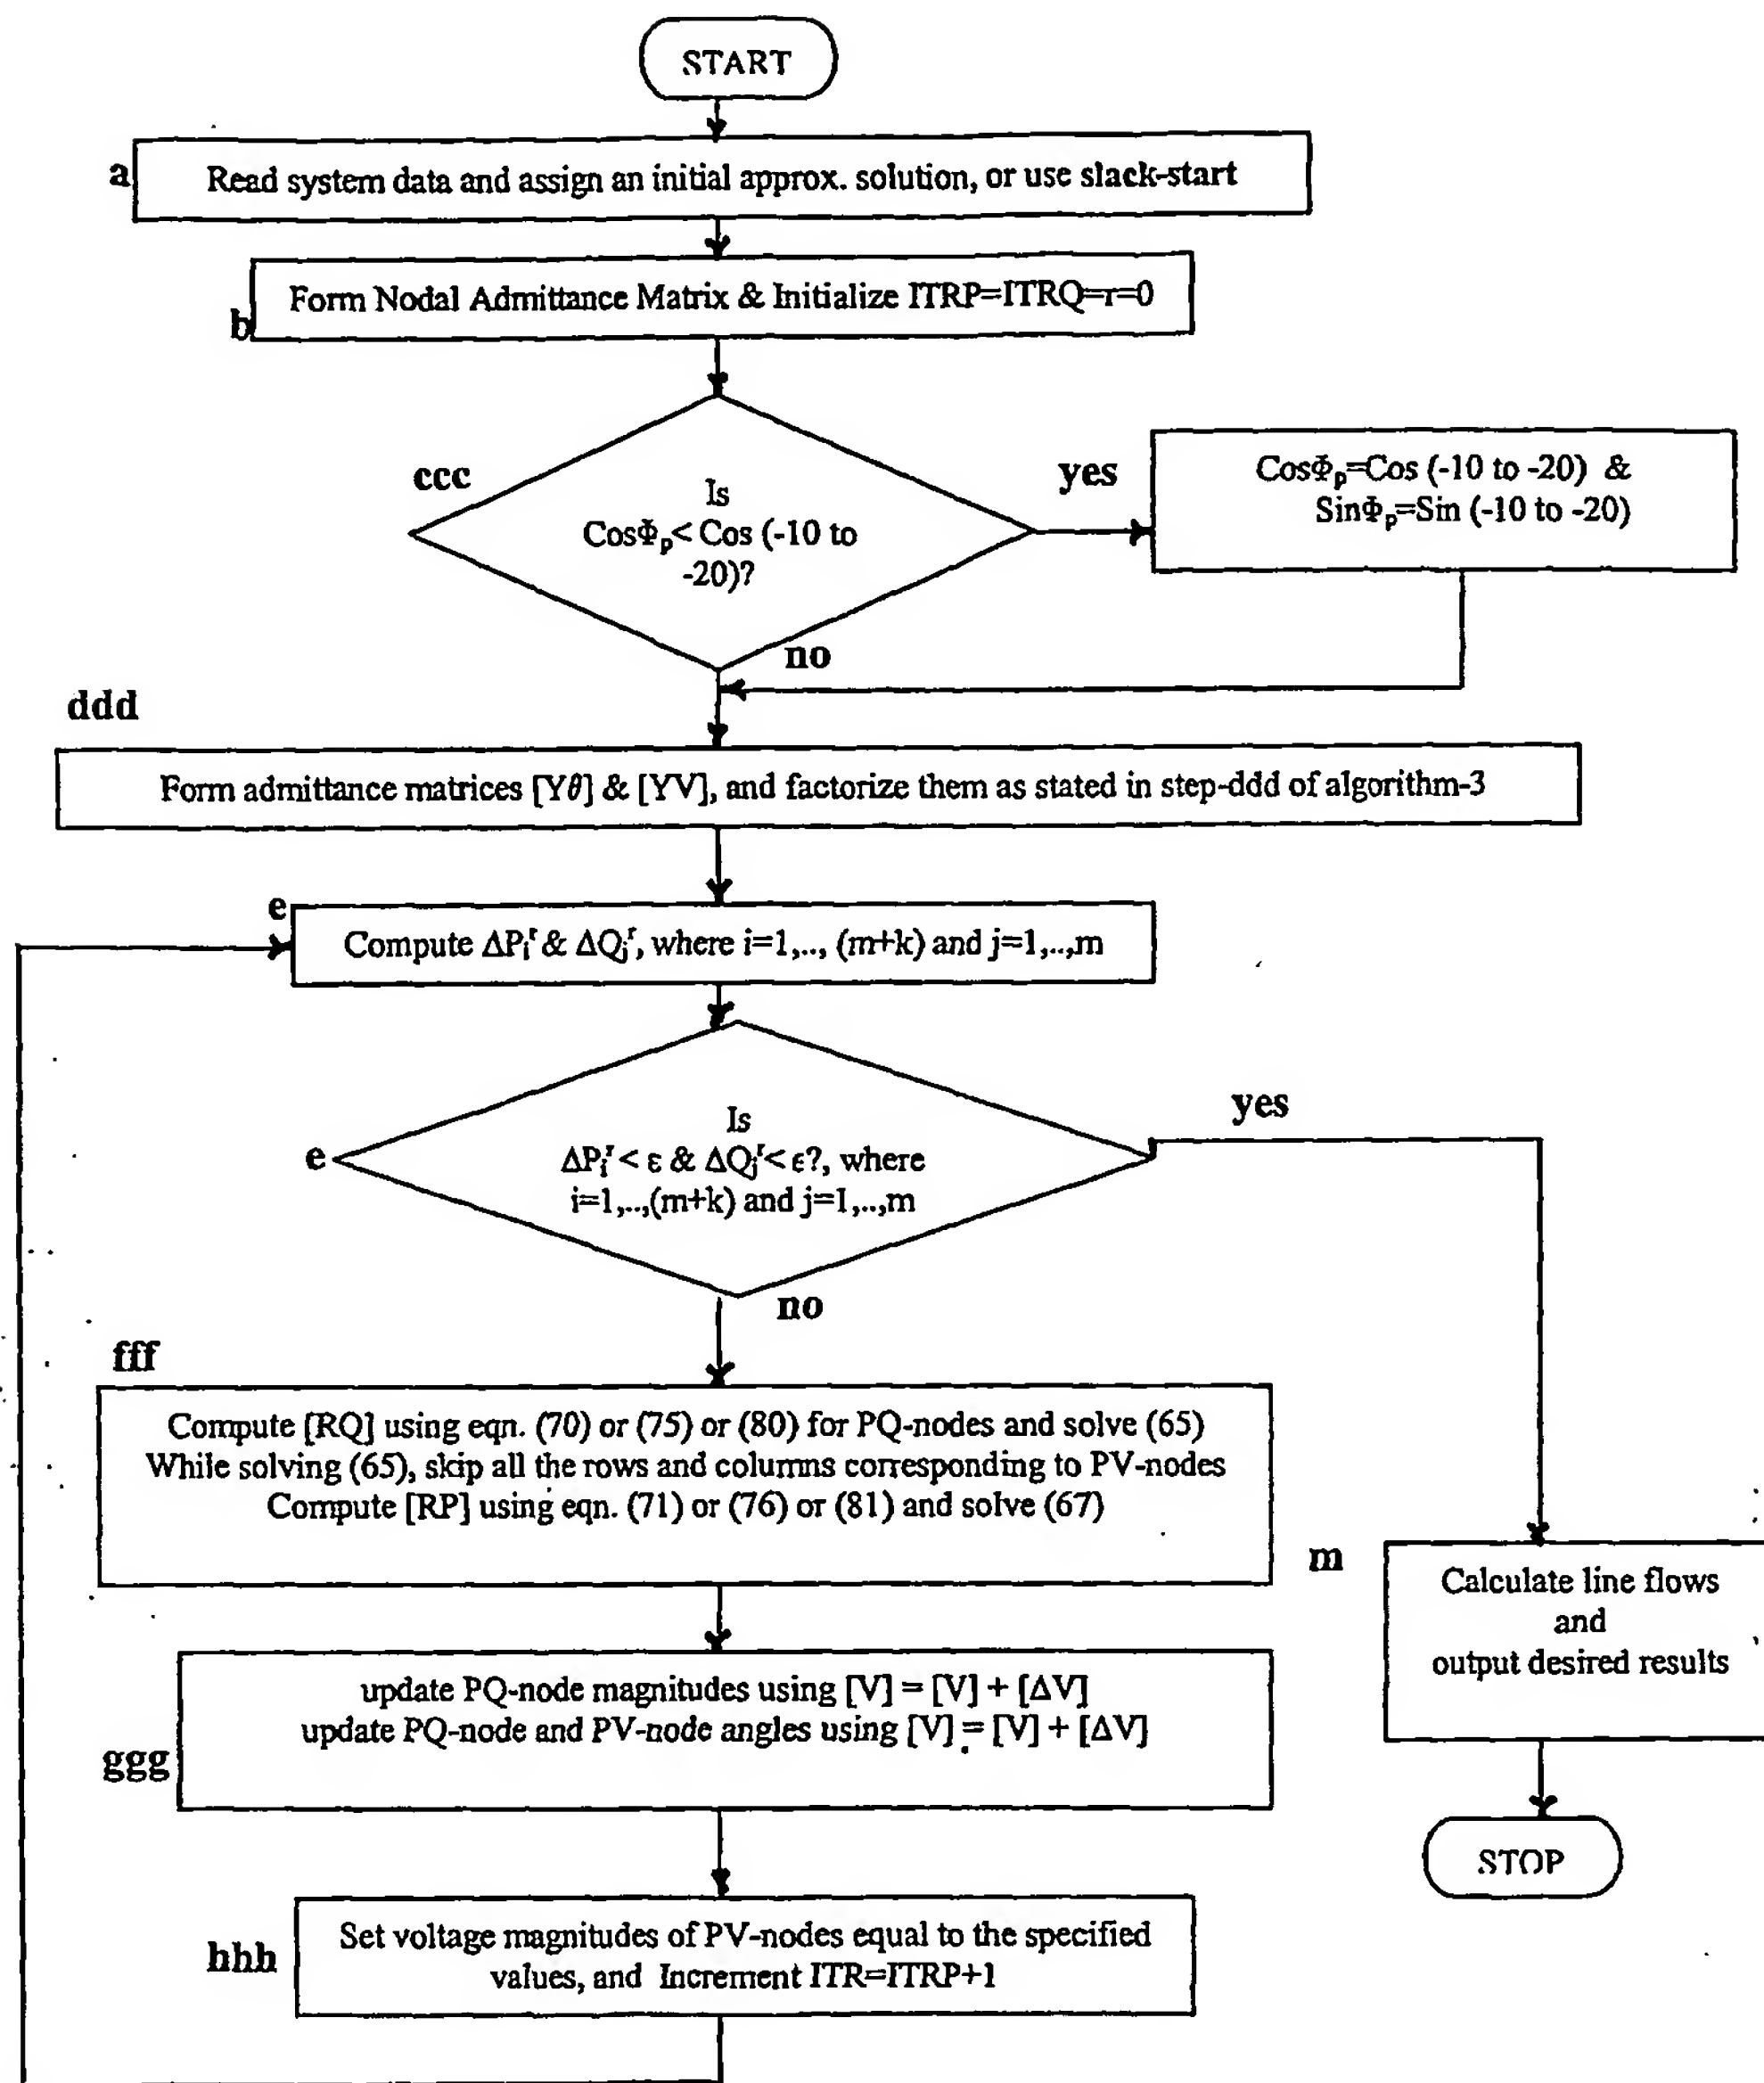 START
a
Read system data and assign an initial approx. solution, or use slack-start
b
Form Nodal Admittance Matrix & Initialize ITRP=ITRQ=r=0
ccc
Is
CosΦp< Cos (-10 to
-20)?
yes
CosΦp=Cos (-10 to -20) &
SinΦp=Sin (-10 to -20)
no
ddd
Form admittance matrices [Yθ] & [YV], and factorize them as stated in step-ddd of algorithm-3
e
Compute ΔPiʳ & ΔQjʳ, where i=1,.., (m+k) and j=1,..,m
e
Is
ΔPiʳ < ε & ΔQjʳ < ε?, where
i=1,..,(m+k) and j=1,..,m
yes
no
fff
Compute [RQ] using eqn. (70) or (75) or (80) for PQ-nodes and solve (65)
While solving (65), skip all the rows and columns corresponding to PV-nodes
Compute [RP] using eqn. (71) or (76) or (81) and solve (67)
m
Calculate line flows
and
output desired results
ggg
update PQ-node magnitudes using [V] = [V] + [ΔV]
update PQ-node and PV-node angles using [V] = [V] + [ΔV]
STOP
hhh
Set voltage magnitudes of PV-nodes equal to the specified
values, and Increment ITR=ITRP+1